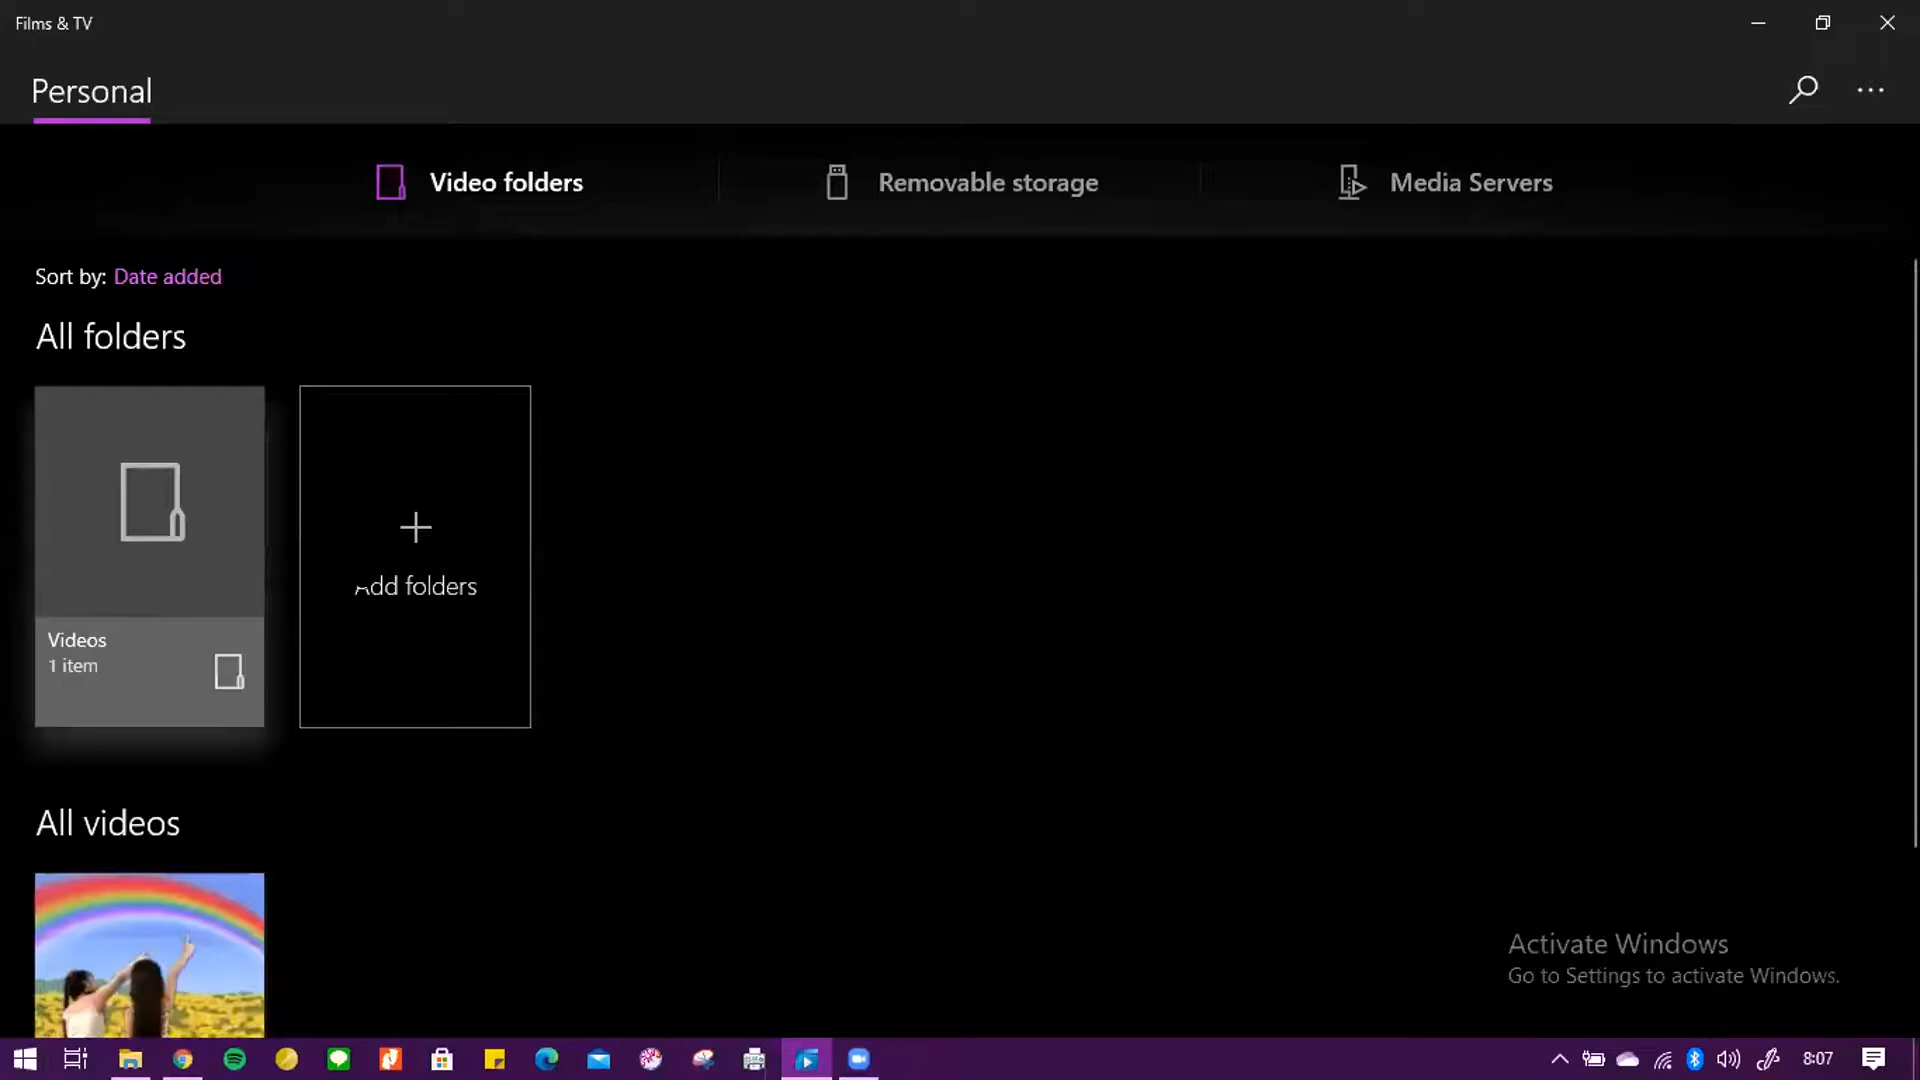 Films & TV
Personal
Video folders
Removable storage
Media Servers
Sort by: Date added
All folders
Videos
1 item
Add folders
All videos
Activate Windows
Go to Settings to activate Windows.
8:07